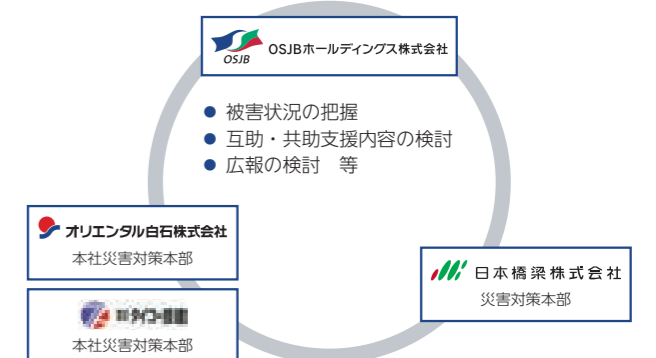 OSJB
OSJBホールディングス株式会社
● 被害状況の把握
● 互助・共助支援内容の検討
● 広報の検討　等
オリエンタル白石株式会社
本社災害対策本部
日本橋梁株式会社
災害対策本部
本社災害対策本部